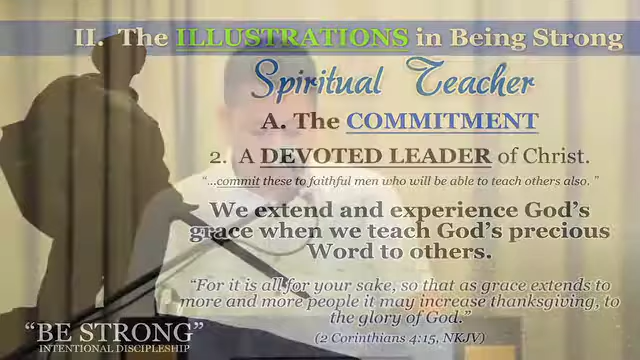 II. The ILLUSTRATIONS in Being Strong
Spiritual Teacher
A. The COMMITMENT
2. A DEVOTED LEADER of Christ.
“...commit these to faithful men who will be able to teach others also. ”
We extend and experience God’s
grace when we teach God’s precious
Word to others.
“For it is all for your sake, so that as grace extends to
more and more people it may increase thanksgiving, to
the glory of God.”
(2 Corinthians 4:15, NKJV)
“BE STRONG”
INTENTIONAL DISCIPLESHIP